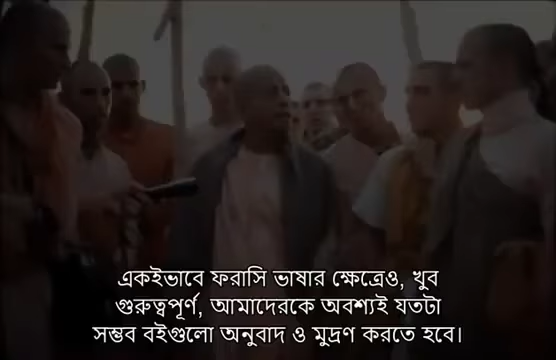 একইভাবে ফরাসি ভাষার ক্ষেত্রেও, খুব
গুরুত্বপূর্ণ, আমাদেরকে অবশ্যই যতটা
সম্ভব বইগুলো অনুবাদ ও মুদ্রণ করতে হবে।